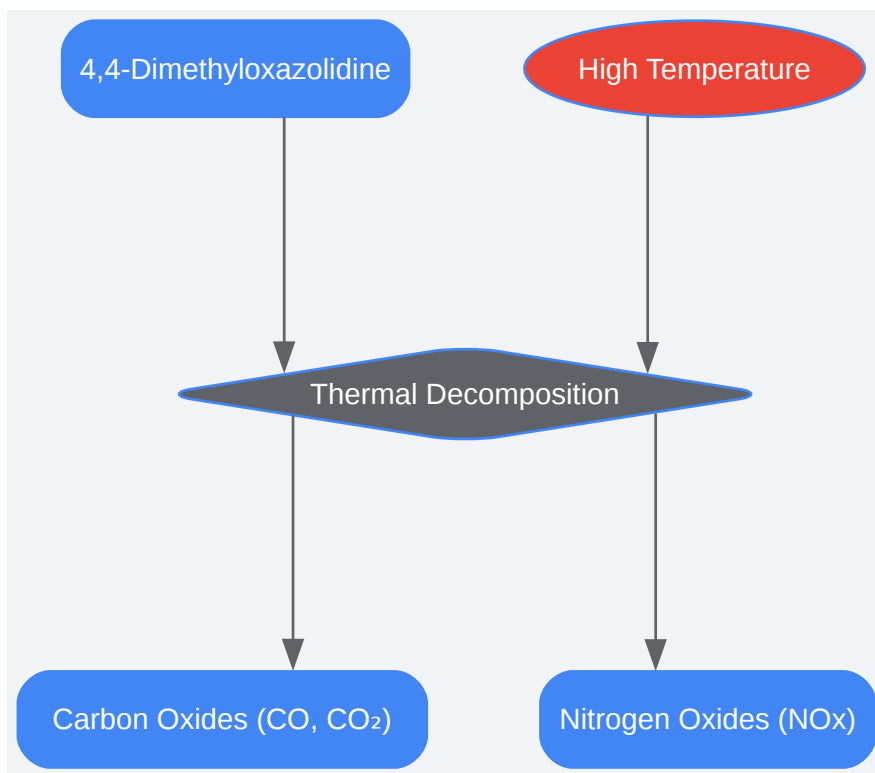 4,4-Dimethyloxazolidine
High Temperature
Thermal Decomposition
Carbon Oxides (CO, CO₂)
Nitrogen Oxides (NOx)